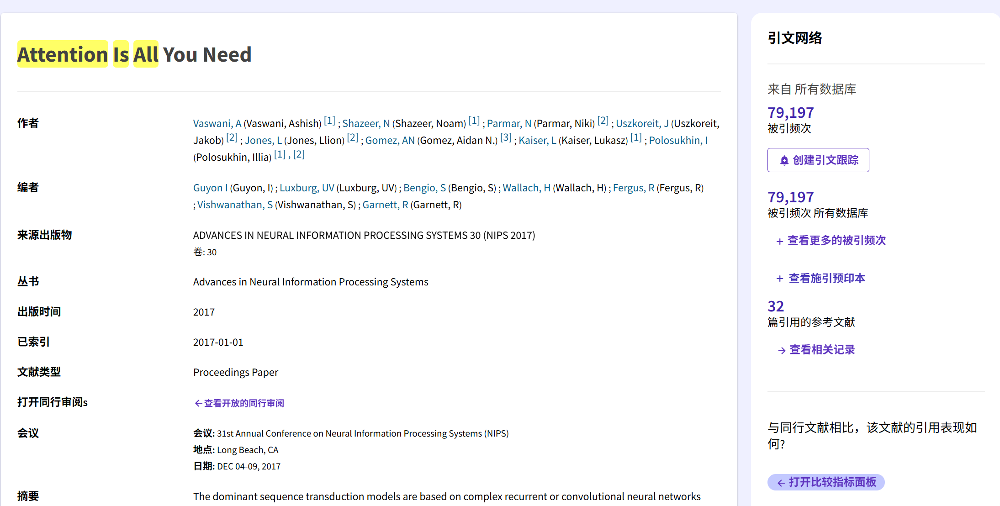 Attention Is All You Need
作者
Vaswani, A (Vaswani, Ashish) [1] ; Shazeer, N (Shazeer, Noam) [1] ; Parmar, N (Parmar, Niki) [2] ; Uszkoreit, J (Uszkoreit,
Jakob) [2] ; Jones, L (Jones, Llion) [2] ; Gomez, AN (Gomez, Aidan N.) [3] ; Kaiser, L (Kaiser, Lukasz) [1] ; Polosukhin, I
(Polosukhin, Illia) [1] , [2]
编者
Guyon I (Guyon, I) ; Luxburg, UV (Luxburg, UV) ; Bengio, S (Bengio, S) ; Wallach, H (Wallach, H) ; Fergus, R (Fergus, R)
; Vishwanathan, S (Vishwanathan, S) ; Garnett, R (Garnett, R)
来源出版物
ADVANCES IN NEURAL INFORMATION PROCESSING SYSTEMS 30 (NIPS 2017)
卷: 30
丛书
Advances in Neural Information Processing Systems
出版时间
2017
已索引
2017-01-01
文献类型
Proceedings Paper
打开同行审阅s
←查看开放的同行审阅
会议
会议: 31st Annual Conference on Neural Information Processing Systems (NIPS)
地点: Long Beach, CA
日期: DEC 04-09, 2017
摘要
The dominant sequence transduction models are based on complex recurrent or convolutional neural networks
引文网络
来自 所有数据库
79,197
被引频次
创建引文跟踪
79,197
被引频次 所有数据库
+ 查看更多的被引频次
+ 查看施引预印本
32
篇引用的参考文献
→ 查看相关记录
与同行文献相比，该文献的引用表现如
何?
← 打开比较指标面板